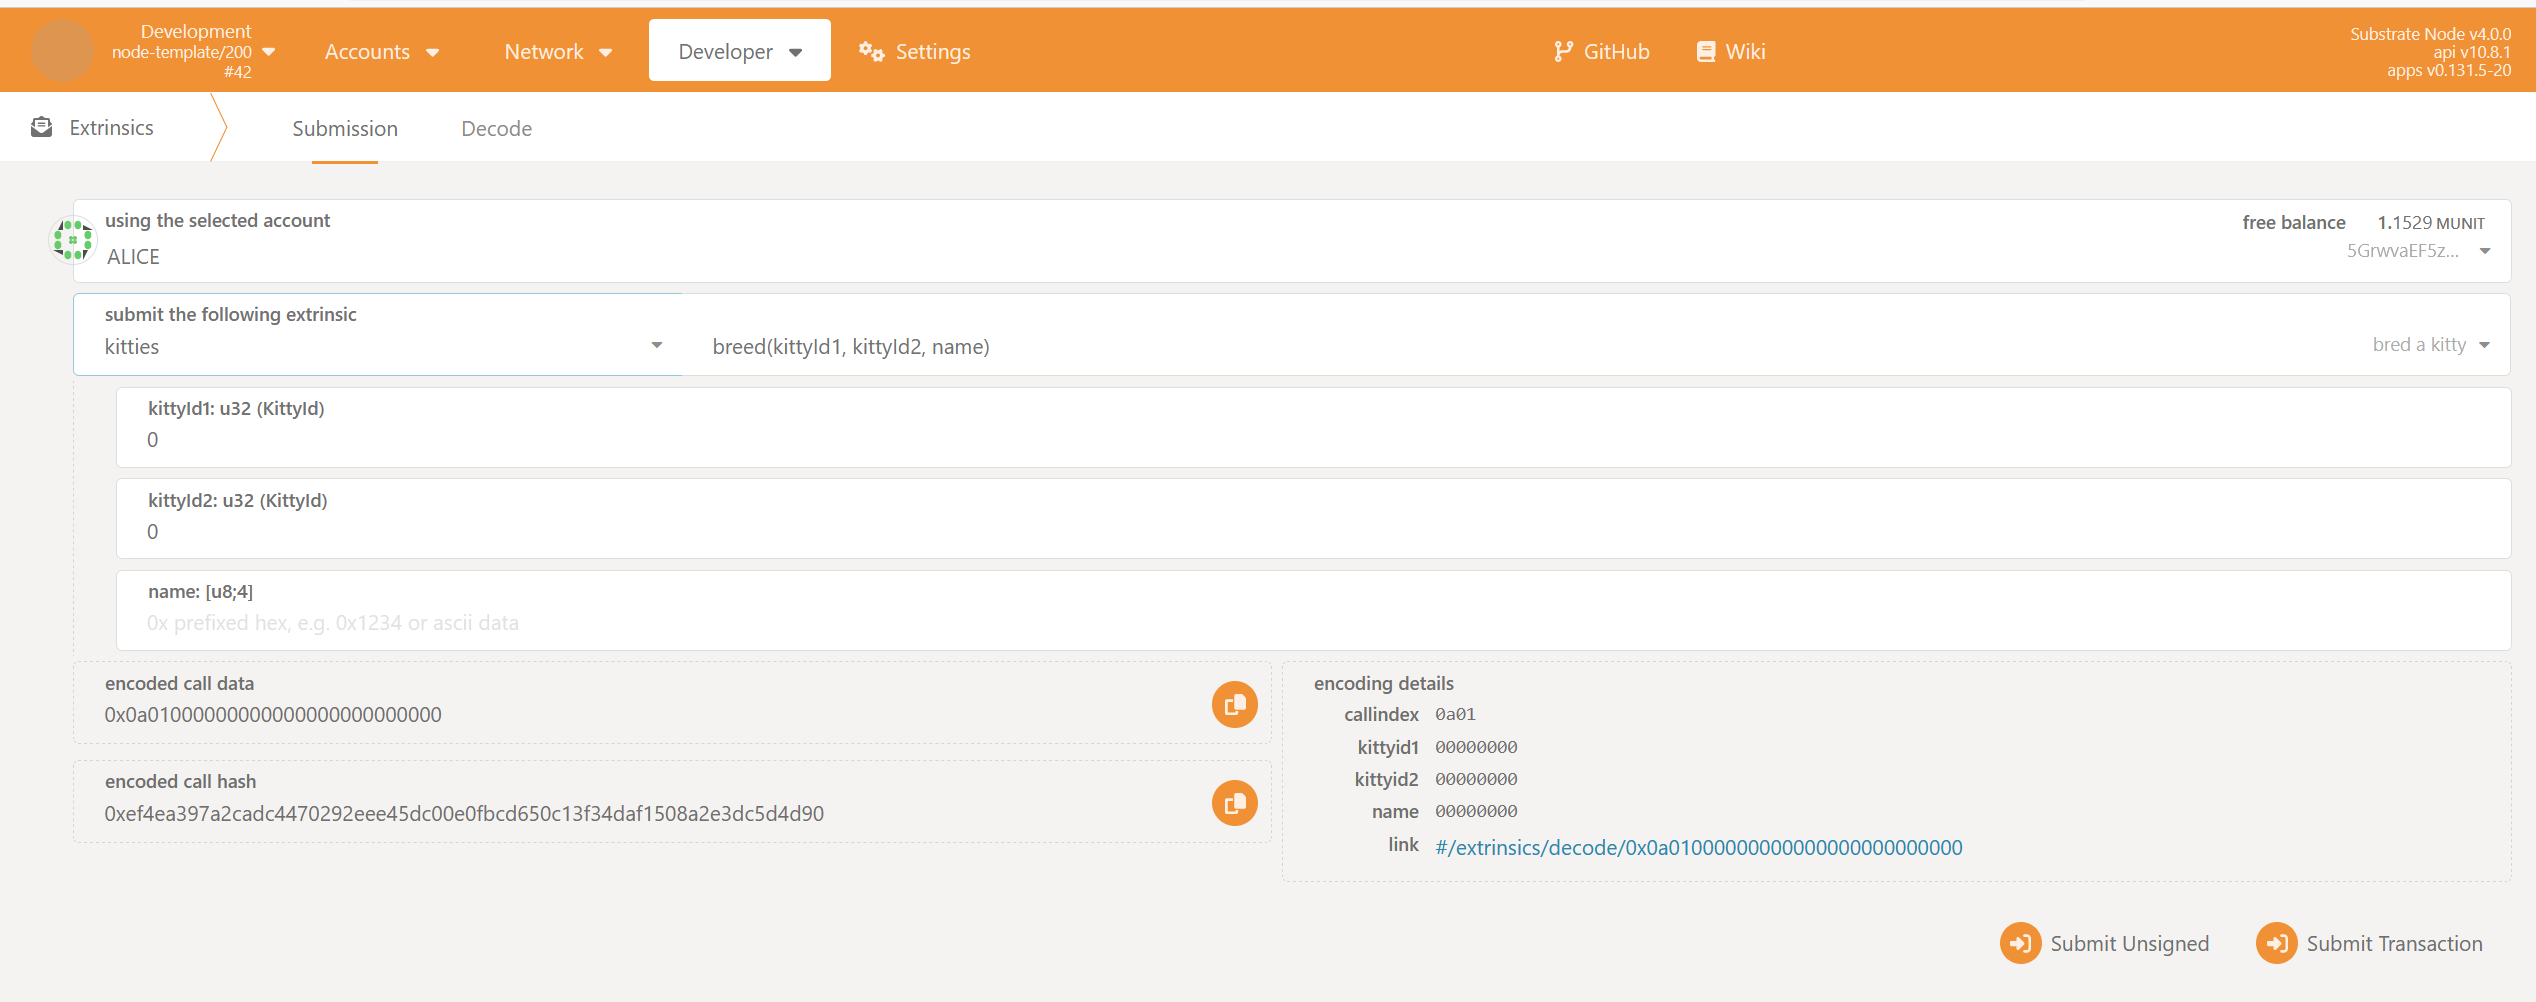 Development
node-template/200
#42
Accounts
Network
Developer
Settings
GitHub
Wiki
Substrate Node v4.0.0
api v10.8.1
apps v0.131.5-20
Extrinsics
Submission
Decode
using the selected account
ALICE
free balance 1.1529 MUNIT
5GrwvaEF5z...
submit the following extrinsic
kitties
breed(kittyId1, kittyId2, name)
bred a kitty
kittyId1: u32 (KittyId)
0
kittyId2: u32 (KittyId)
0
name: [u8;4]
0x prefixed hex, e.g. 0x1234 or ascii data
encoded call data
0x0a01000000000000000000000000
encoded call hash
0xef4ea397a2cadc4470292eee45dc00e0fbcd650c13f34daf1508a2e3dc5d4d90
encoding details
callindex 0a01
kittyid1 00000000
kittyid2 00000000
name 00000000
link #/extrinsics/decode/0x0a01000000000000000000000000
Submit Unsigned
Submit Transaction